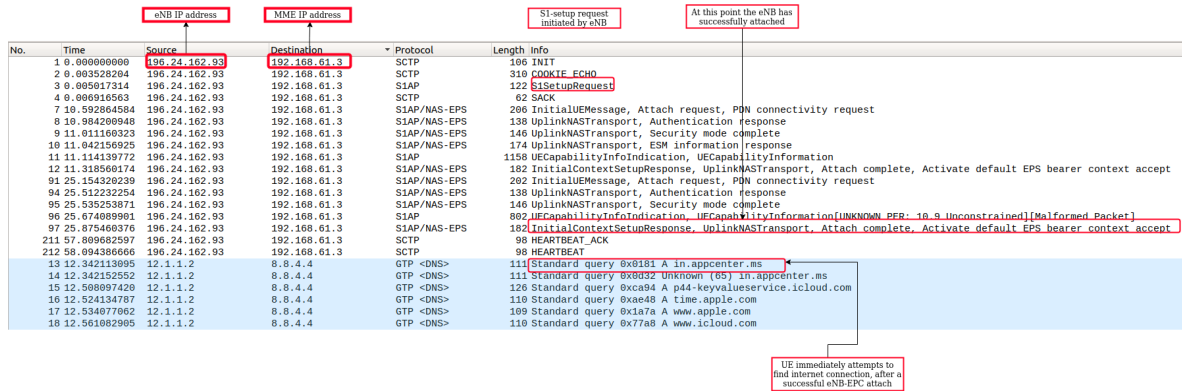 eNB IP address
MME IP address
S1-setup request
initiated by eNB
At this point the eNB has
successfully attached
No. Time Source Destination Protocol Length Info
1 0.000000000 196.24.162.93 192.168.61.3 SCTP 106 INIT
2 0.003528204 196.24.162.93 192.168.61.3 SCTP 310 COOKIE_ECHO
3 0.005017314 196.24.162.93 192.168.61.3 S1AP 122 S1SetupRequest
4 0.006916563 196.24.162.93 192.168.61.3 SCTP 62 SACK
7 10.592864584 196.24.162.93 192.168.61.3 S1AP/NAS-EPS 206 InitialUEMessage, Attach request, PDN connectivity request
8 10.984200948 196.24.162.93 192.168.61.3 S1AP/NAS-EPS 138 UplinkNASTransport, Authentication response
9 11.011160323 196.24.162.93 192.168.61.3 S1AP/NAS-EPS 146 UplinkNASTransport, Security mode complete
10 11.042156925 196.24.162.93 192.168.61.3 S1AP/NAS-EPS 174 UplinkNASTransport, ESM information response
11 11.114139772 196.24.162.93 192.168.61.3 S1AP 1158 UECapabilityInfoIndication, UECapabilityInformation
12 11.318560174 196.24.162.93 192.168.61.3 S1AP/NAS-EPS 182 InitialContextSetupResponse, UplinkNASTransport, Attach complete, Activate default EPS bearer context accept
91 25.154320239 196.24.162.93 192.168.61.3 S1AP/NAS-EPS 202 InitialUEMessage, Attach request, PDN connectivity request
94 25.512232254 196.24.162.93 192.168.61.3 S1AP/NAS-EPS 138 UplinkNASTransport, Authentication response
95 25.535253871 196.24.162.93 192.168.61.3 S1AP/NAS-EPS 146 UplinkNASTransport, Security mode complete
96 25.674089901 196.24.162.93 192.168.61.3 S1AP 802 UECapabilityInfoIndication, UECapabilityInformation[UNKNOWN PER: 10.9 Unconstrained][Malformed Packet]
97 25.875460376 196.24.162.93 192.168.61.3 S1AP/NAS-EPS 182 InitialContextSetupResponse, UplinkNASTransport, Attach complete, Activate default EPS bearer context accept
211 57.809682597 196.24.162.93 192.168.61.3 SCTP 98 HEARTBEAT_ACK
212 58.094386666 196.24.162.93 192.168.61.3 SCTP 98 HEARTBEAT
13 12.342113095 12.1.1.2 8.8.4.4 GTP <DNS> 111 Standard query 0x0181 A in.appcenter.ms
14 12.342152552 12.1.1.2 8.8.4.4 GTP <DNS> 111 Standard query 0x0d32 Unknown (65) in.appcenter.ms
15 12.508097420 12.1.1.2 8.8.4.4 GTP <DNS> 126 Standard query 0xca94 A p44-keyvalueservice.icloud.com
16 12.524134787 12.1.1.2 8.8.4.4 GTP <DNS> 110 Standard query 0xae48 A time.apple.com
17 12.534077062 12.1.1.2 8.8.4.4 GTP <DNS> 109 Standard query 0x1a7a A www.apple.com
18 12.561082905 12.1.1.2 8.8.4.4 GTP <DNS> 110 Standard query 0x77a8 A www.icloud.com
UE immediately attempts to
find internet connection, after a
successful eNB-EPC attach